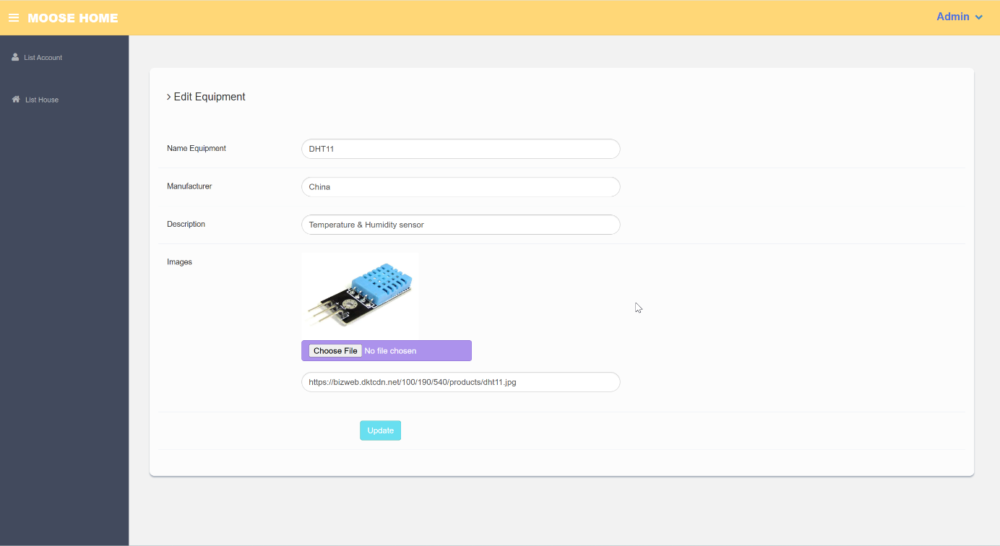 MOOSE HOME
Admin
List Account
List House
Edit Equipment
Name Equipment
DHT11
Manufacturer
China
Description
Temperature & Humidity sensor
Images
Choose File No file chosen
https://bizweb.dktcdn.net/100/190/540/products/dht11.jpg
Update